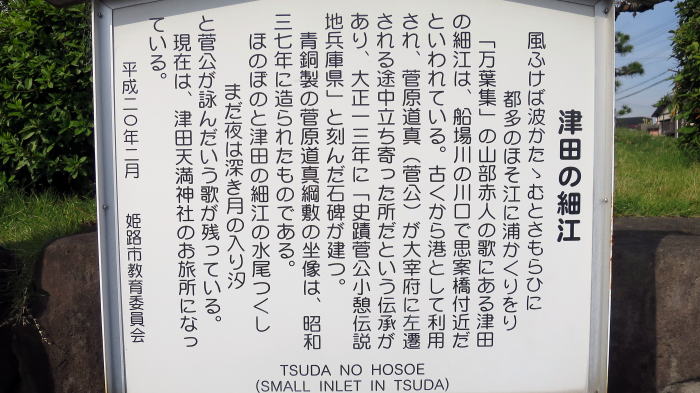 津田の細江
風ふけば波かたゝむとさもらひに
都多のほそ江に浦かくりをり
「万葉集」の山部赤人の歌にある津田
の細江は、船場川の川口で思案橋付近だ
といわれている。古くから港として利用
され、菅原道真（菅公）が大宰府に左遷
される途中立ち寄った所だという伝承が
あり、大正一三年に「史蹟菅公小憩伝説
地兵庫県」と刻んだ石碑が建つ。
青銅製の菅原道真綱敷の坐像は、昭和
三七年に造られたものである。
ほのぼのと津田の細江の水尾つくし
まだ夜は深き月の入り汐
と菅公が詠んだいう歌が残っている。
現在は、津田天満神社のお旅所になっ
ている。
平成二〇年二月　姫路市教育委員会
TSUDA NO HOSOE
(SMALL INLET IN TSUDA)